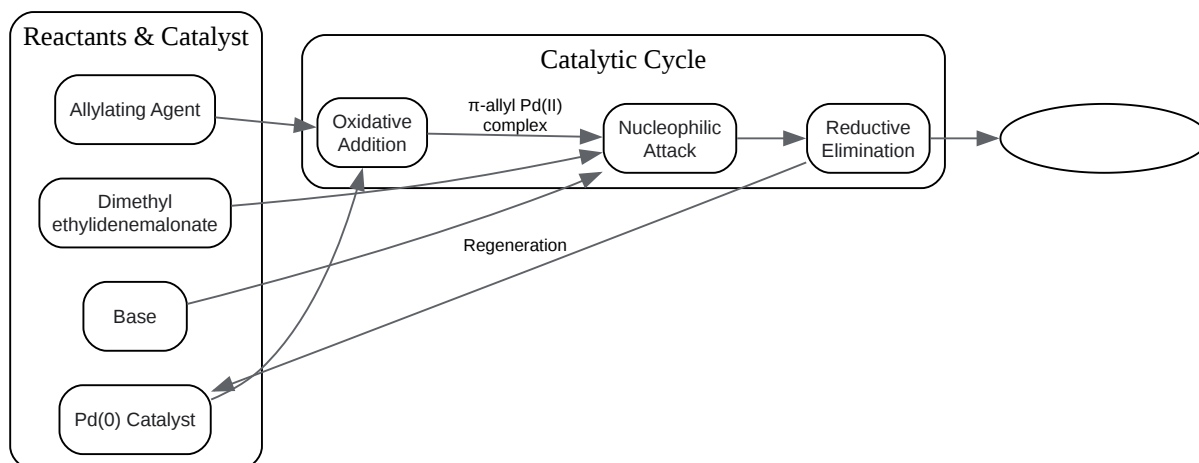 Reactants & Catalyst
Allylating Agent
Dimethyl
ethylidenemalonate
Base
Pd(0) Catalyst
Catalytic Cycle
Oxidative
Addition
π-allyl Pd(II)
complex
Nucleophilic
Attack
Reductive
Elimination
Regeneration